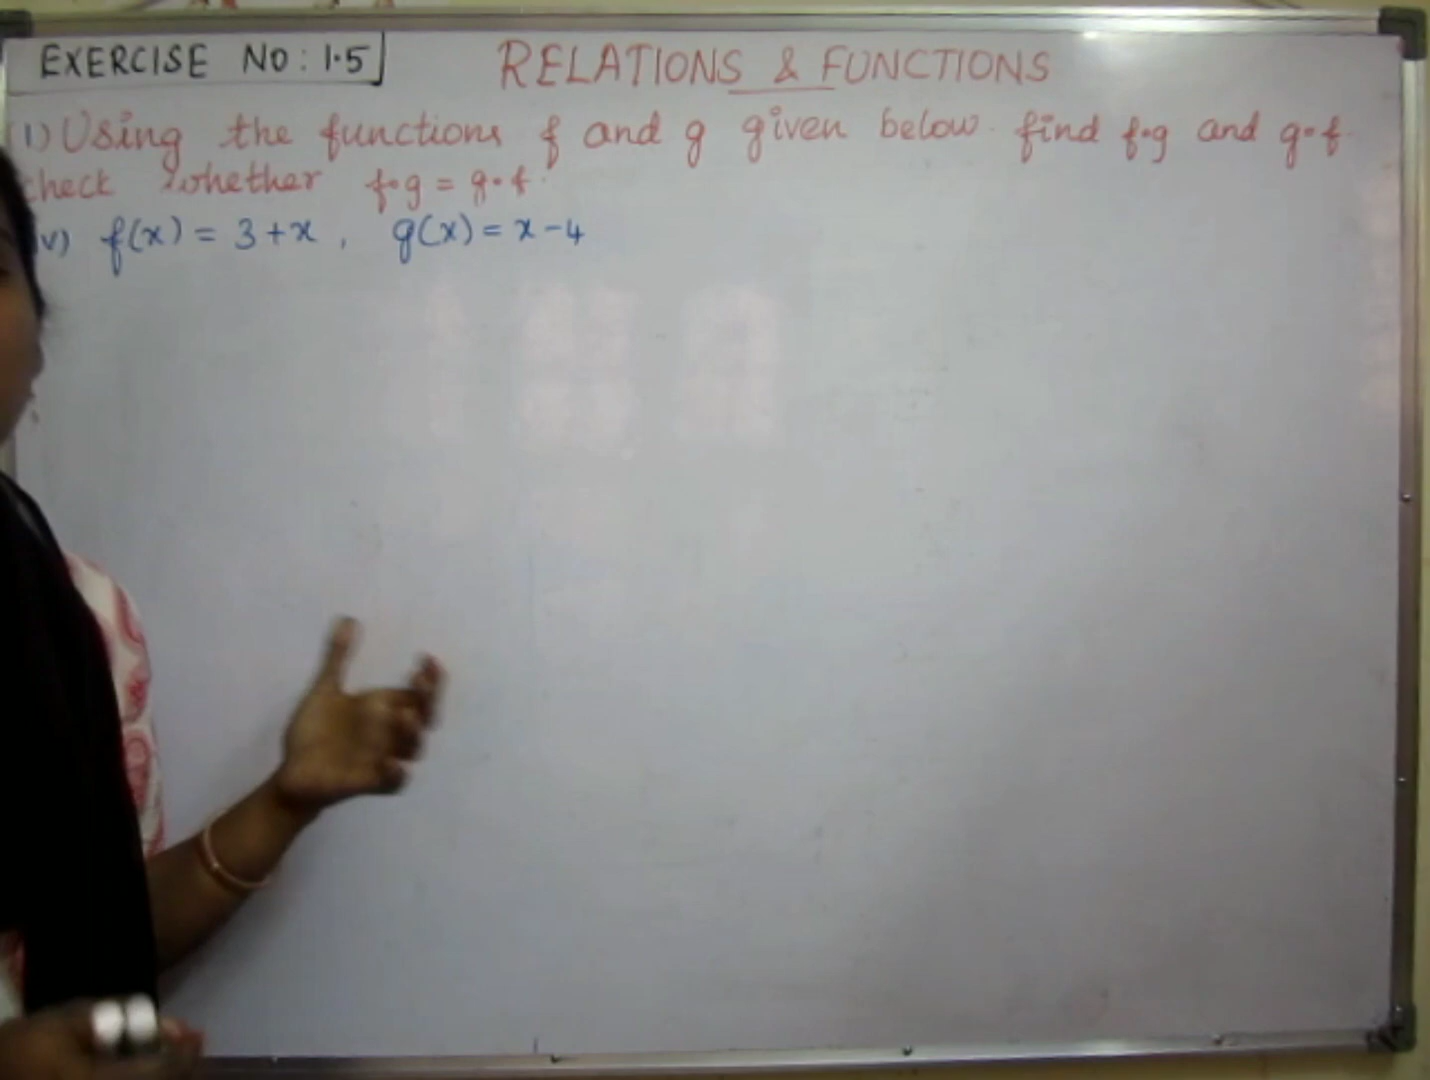 EXERCISE NO: 1.5
RELATIONS & FUNCTIONS
1) Using the functions f and g given below. find f∘g and g∘f.
check whether f∘g = g∘f.
v) f(x) = 3+x , g(x) = x-4